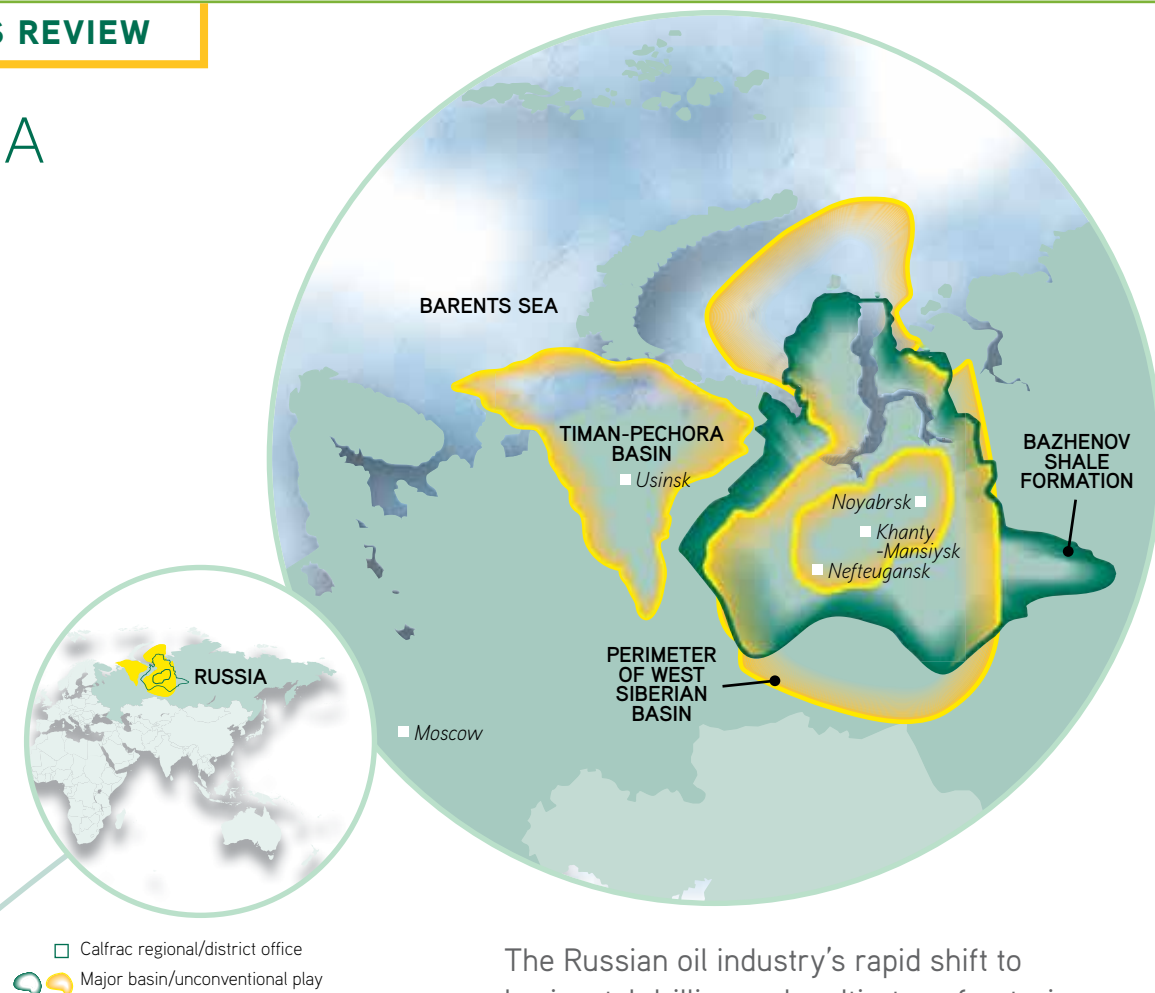 S REVIEW
A
BARENTS SEA
TIMAN-PECHORA
BASIN
Usinsk
BAZHENOV
SHALE
FORMATION
Noyabrsk
Khanty
-Mansiysk
Nefteugansk
PERIMETER
OF WEST
SIBERIAN
BASIN
RUSSIA
Moscow
Calfrac regional/district office
Major basin/unconventional play
The Russian oil industry's rapid shift to